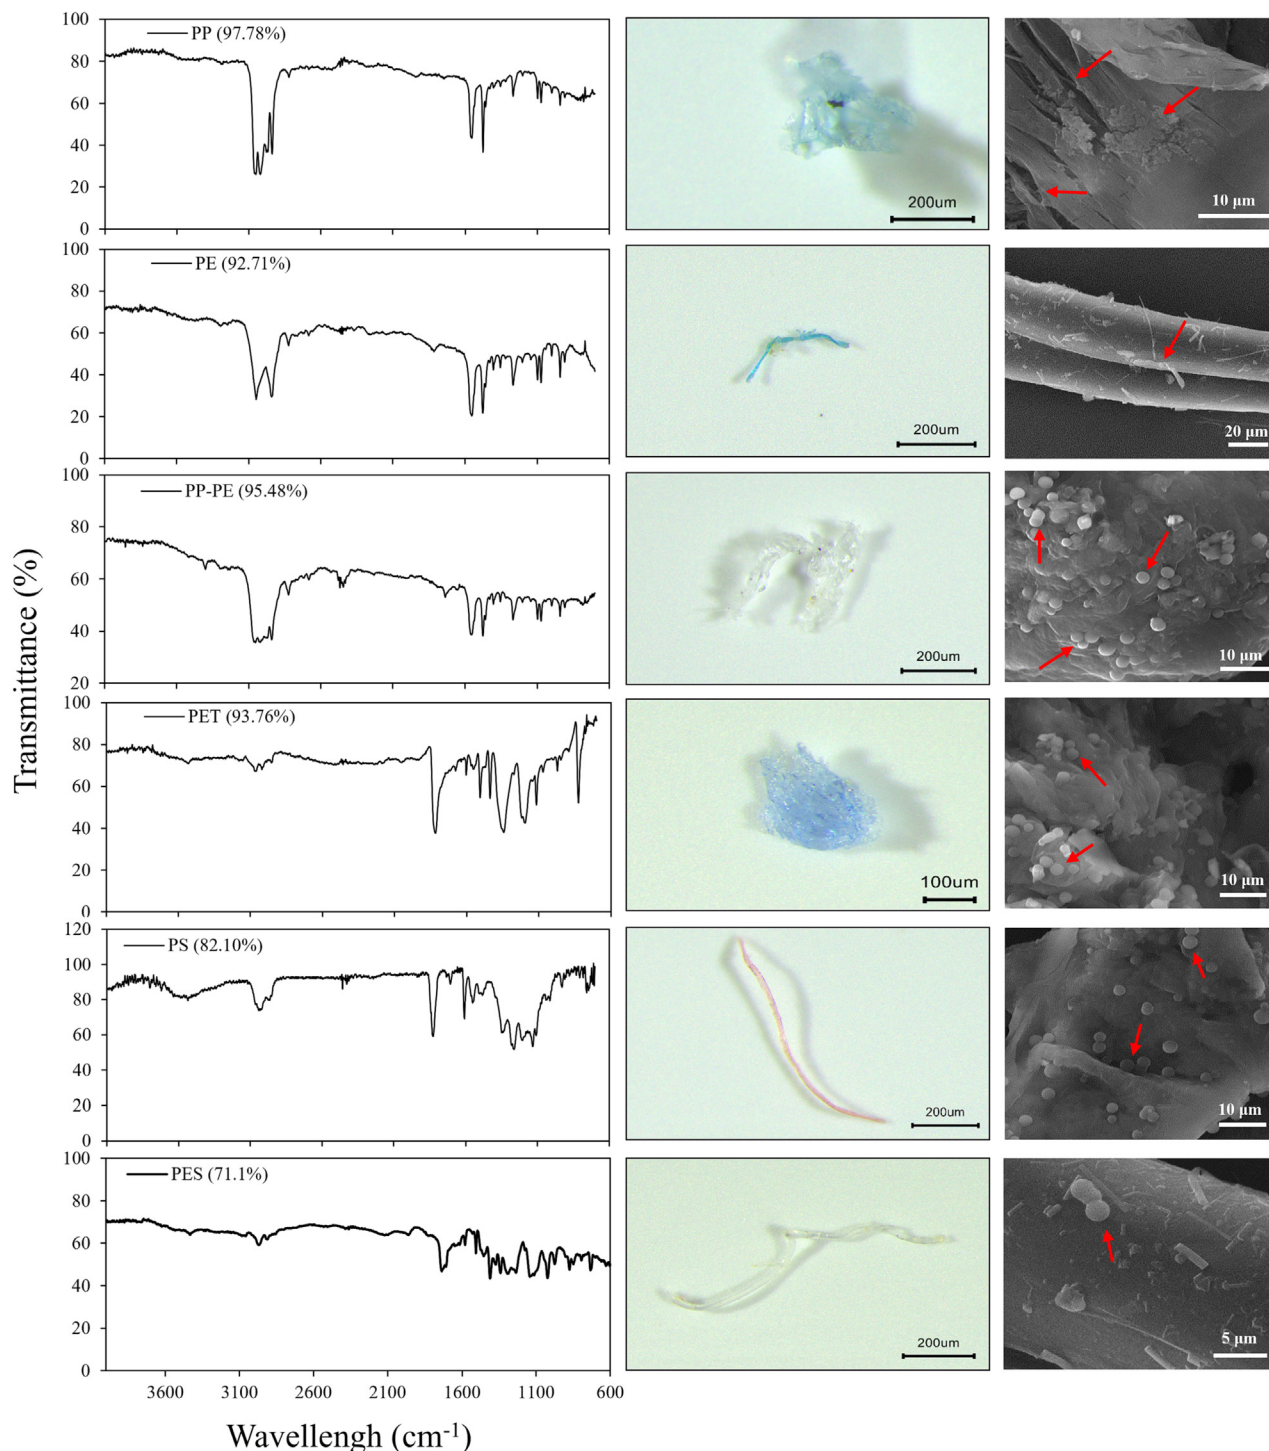 Transmittance (%)
100
80
60
40
20
0
PP (97.78%)
200um
10 μm
100
80
60
40
20
0
PE (92.71%)
200um
20 μm
100
80
60
40
20
PP-PE (95.48%)
200um
10 μm
100
80
60
40
20
0
PET (93.76%)
100um
10 μm
120
100
80
60
40
20
0
PS (82.10%)
200um
10 μm
100
80
60
40
20
0
PES (71.1%)
200um
5 μm
3600 3100 2600 2100 1600 1100 600
Wavellengh (cm-1)